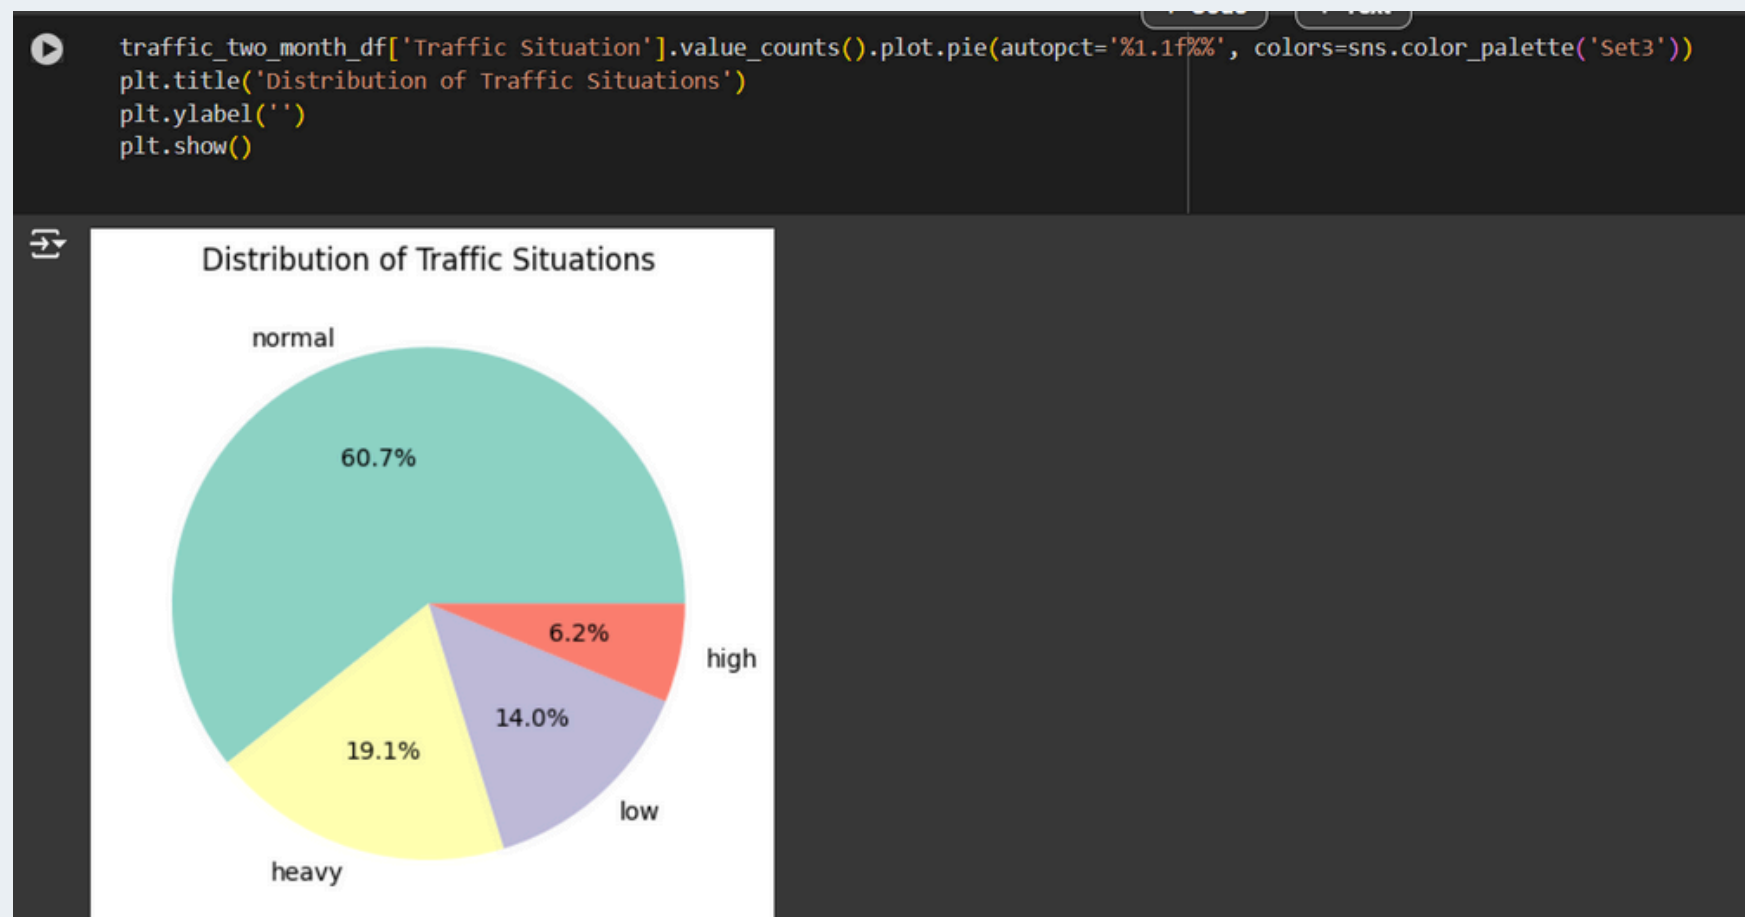 traffic_two_month_df['Traffic Situation'].value_counts().plot.pie(autopct='%1.1f%%', colors=sns.color_palette('Set3'))
plt.title('Distribution of Traffic Situations')
plt.ylabel('')
plt.show()
Distribution of Traffic Situations
normal
60.7%
6.2%
high
14.0%
19.1%
low
heavy